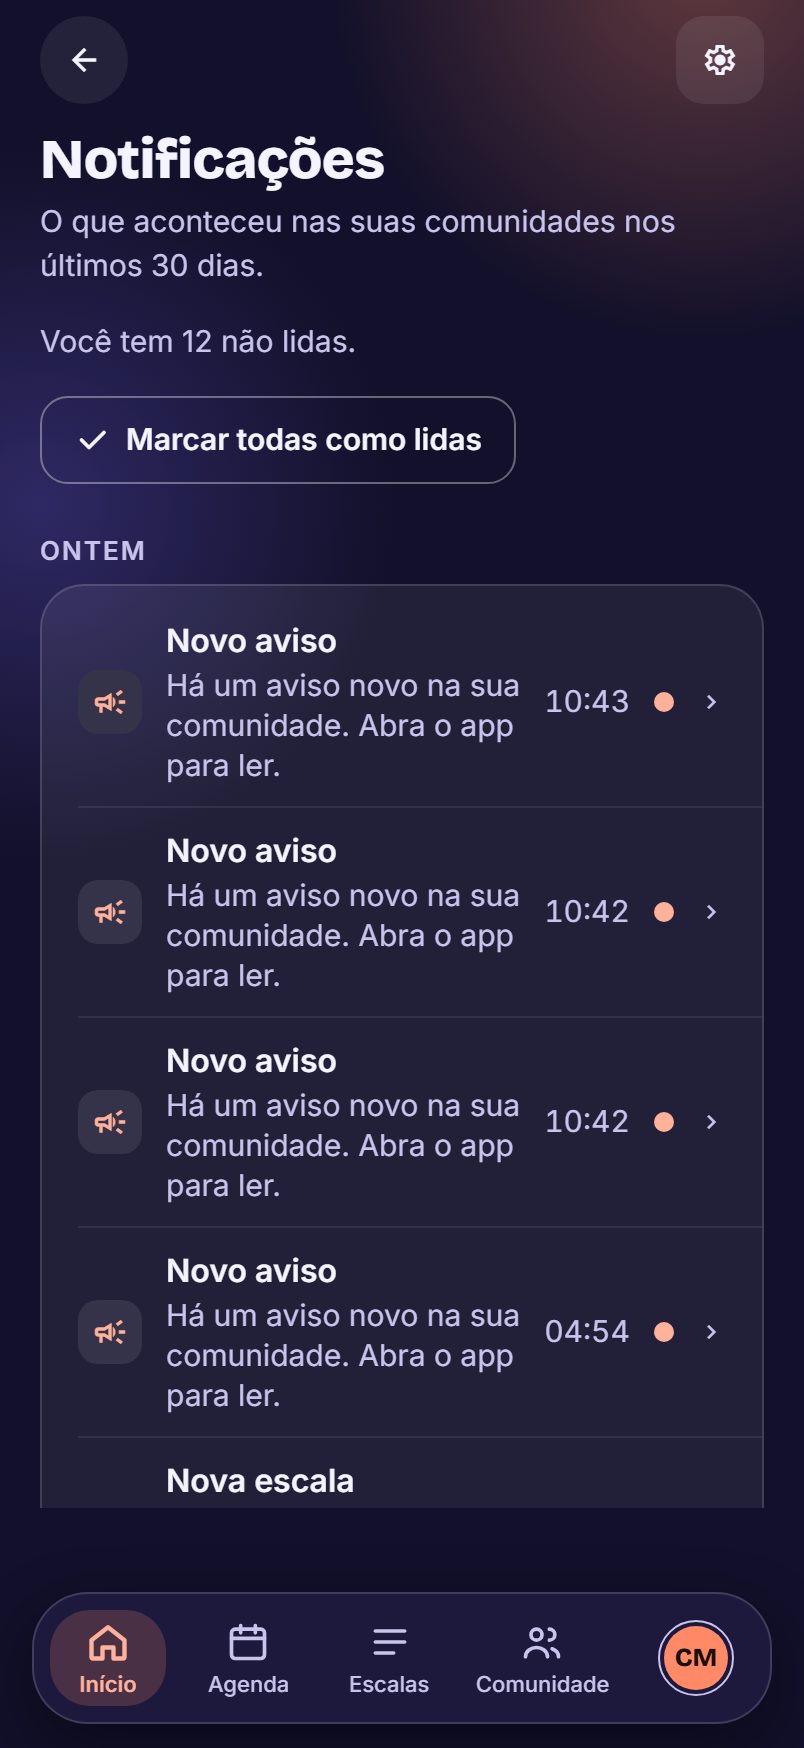 Notificações
O que aconteceu nas suas comunidades nos
últimos 30 dias.
Você tem 12 não lidas.
Marcar todas como lidas
ONTEM
Novo aviso
Há um aviso novo na sua
comunidade. Abra o app
para ler.
10:43
Novo aviso
Há um aviso novo na sua
comunidade. Abra o app
para ler.
10:42
Novo aviso
Há um aviso novo na sua
comunidade. Abra o app
para ler.
10:42
Novo aviso
Há um aviso novo na sua
comunidade. Abra o app
para ler.
04:54
Nova escala
Início
Agenda
Escalas
Comunidade
CM